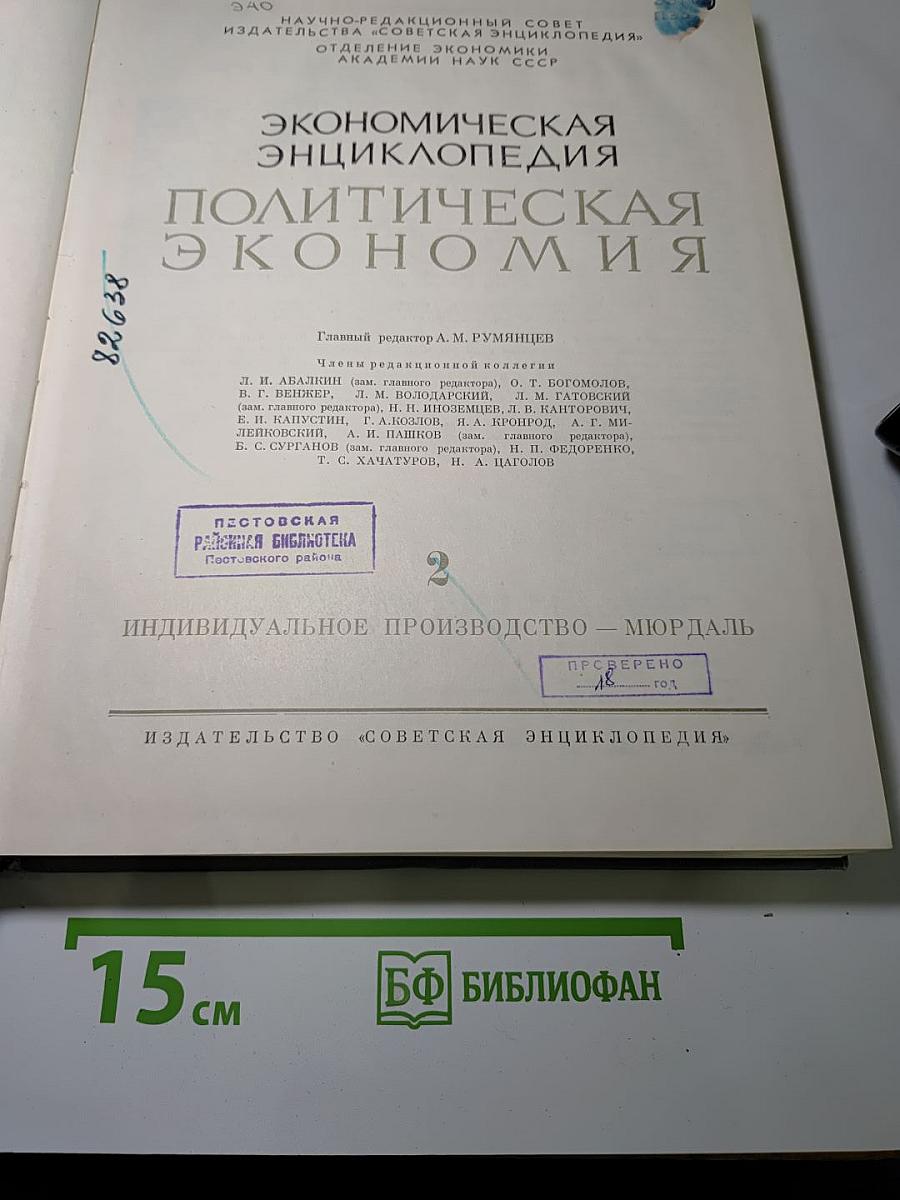 ЭАО
НАУЧНО-РЕДАКЦИОННЫЙ СОВЕТ
ИЗДАТЕЛЬСТВА «СОВЕТСКАЯ ЭНЦИКЛОПЕДИЯ»
ОТДЕЛЕНИЕ ЭКОНОМИКИ
АКАДЕМИИ НАУК СССР
ЭКОНОМИЧЕСКАЯ
ЭНЦИКЛОПЕДИЯ
ПОЛИТИЧЕСКАЯ
ЭКОНОМИЯ
82638
Главный редактор А. М. РУМЯНЦЕВ
Члены редакционной коллегии
Л. И. АБАЛКИН (зам. главного редактора), О. Т. БОГОМОЛОВ,
В. Г. ВЕНЖЕР, Л. М. ВОЛОДАРСКИЙ, Л. М. ГАТОВСКИЙ
(зам. главного редактора), Н. Н. ИНОЗЕМЦЕВ, Л. В. КАНТОРОВИЧ,
Е. И. КАПУСТИН, Г. А. КОЗЛОВ, Я. А. КРОНРОД, А. Г. МИ-
ЛЕЙКОВСКИЙ, А. И. ПАШКОВ (зам. главного редактора),
Б. С. СУРГАНОВ (зам. главного редактора), Н. П. ФЕДОРЕНКО,
Т. С. ХАЧАТУРОВ, Н. А. ЦАГОЛОВ
ПЕСТОВСКАЯ
РАЙОННАЯ БИБЛИОТЕКА
Пестовского района
2
ИНДИВИДУАЛЬНОЕ ПРОИЗВОДСТВО — МЮРДАЛЬ
ПРОВЕРЕНО
18 год
ИЗДАТЕЛЬСТВО «СОВЕТСКАЯ ЭНЦИКЛОПЕДИЯ»
15 см
БФ БИБЛИОФАН